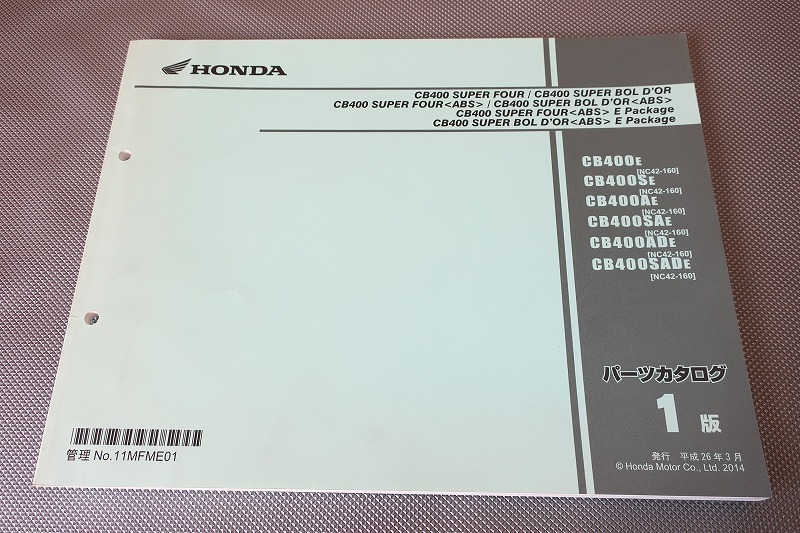 HONDA
CB400 SUPER FOUR / CB400 SUPER BOL D'OR
CB400 SUPER FOUR<ABS> / CB400 SUPER BOL D'OR<ABS>
CB400 SUPER FOUR<ABS> E Package
CB400 SUPER BOL D'OR<ABS> E Package
CB400E
[NC42-160]
CB400SE
[NC42-160]
CB400AE
[NC42-160]
CB400SAE
[NC42-160]
CB400ADE
[NC42-160]
CB400SADE
[NC42-160]
パーツカタログ
1 版
発行 平成 26 年 3 月
© Honda Motor Co., Ltd. 2014
管理 No.11MFME01